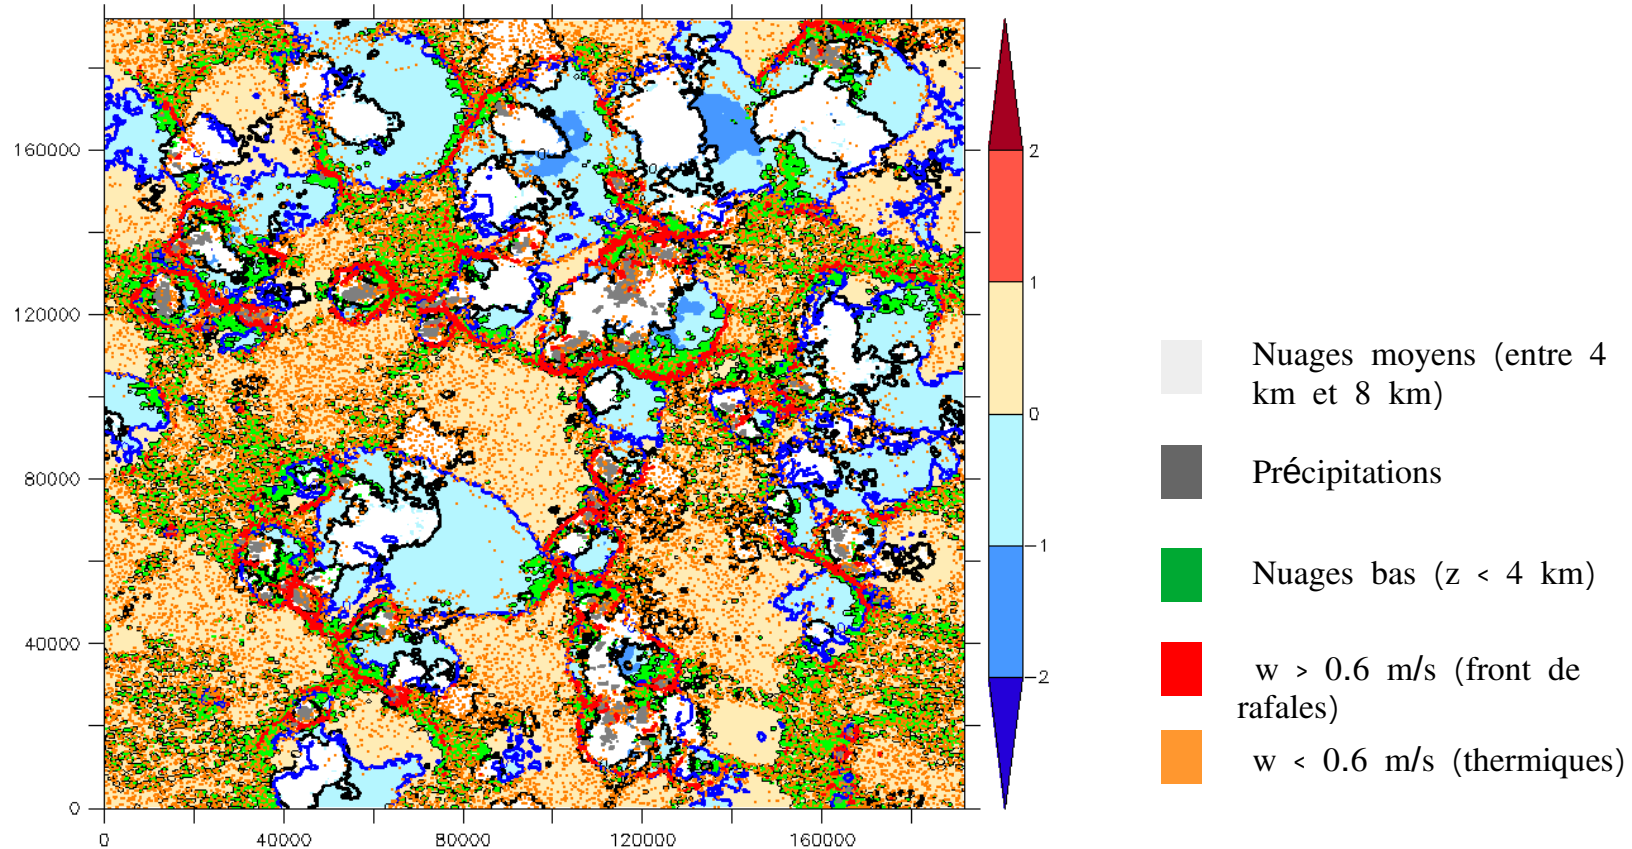 160000
120000
80000
40000
0
0
40000
80000
120000
160000
2
1
0
−1
−2
Nuages moyens (entre 4
km et 8 km)
Précipitations
Nuages bas (z < 4 km)
w > 0.6 m/s (front de
rafales)
w < 0.6 m/s (thermiques)